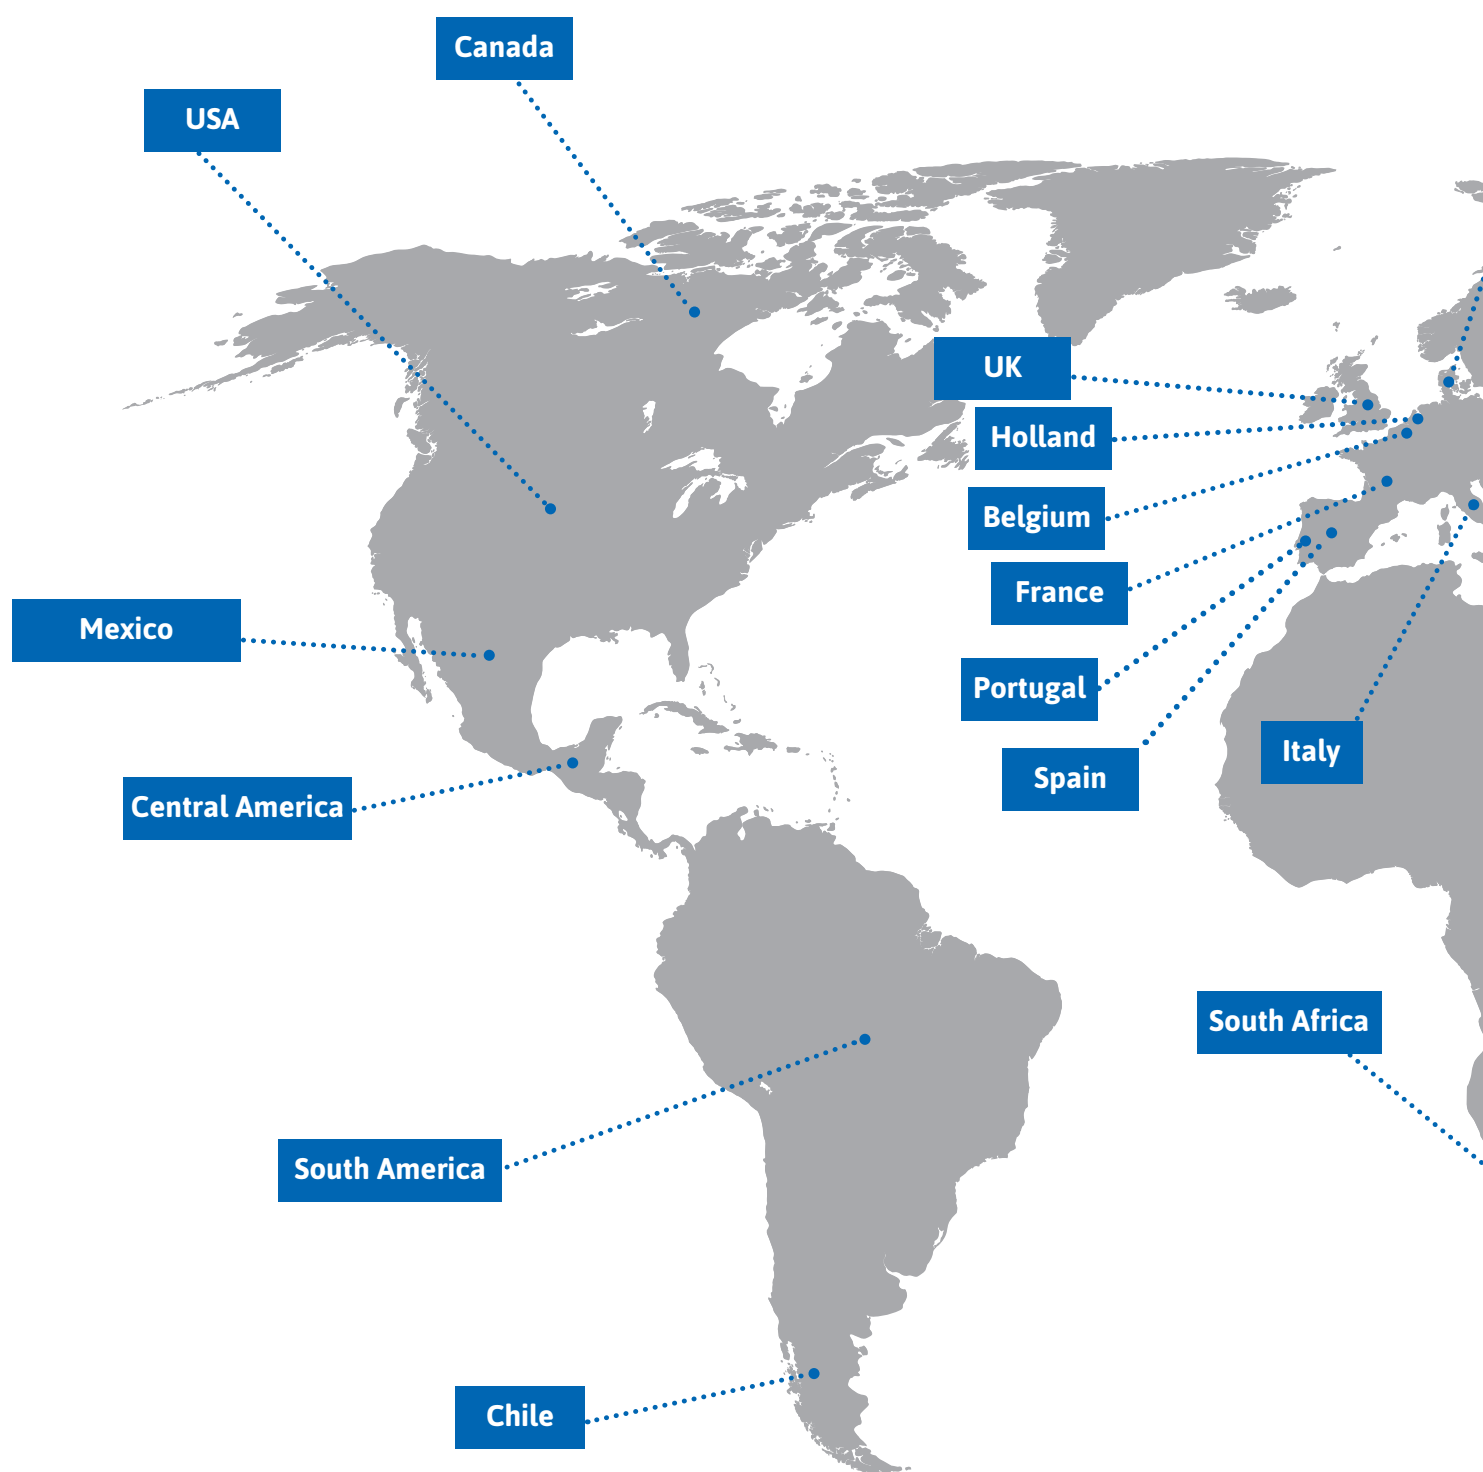 Canada
USA
UK
Holland
Belgium
France
Mexico
Portugal
Italy
Spain
Central America
South Africa
South America
Chile